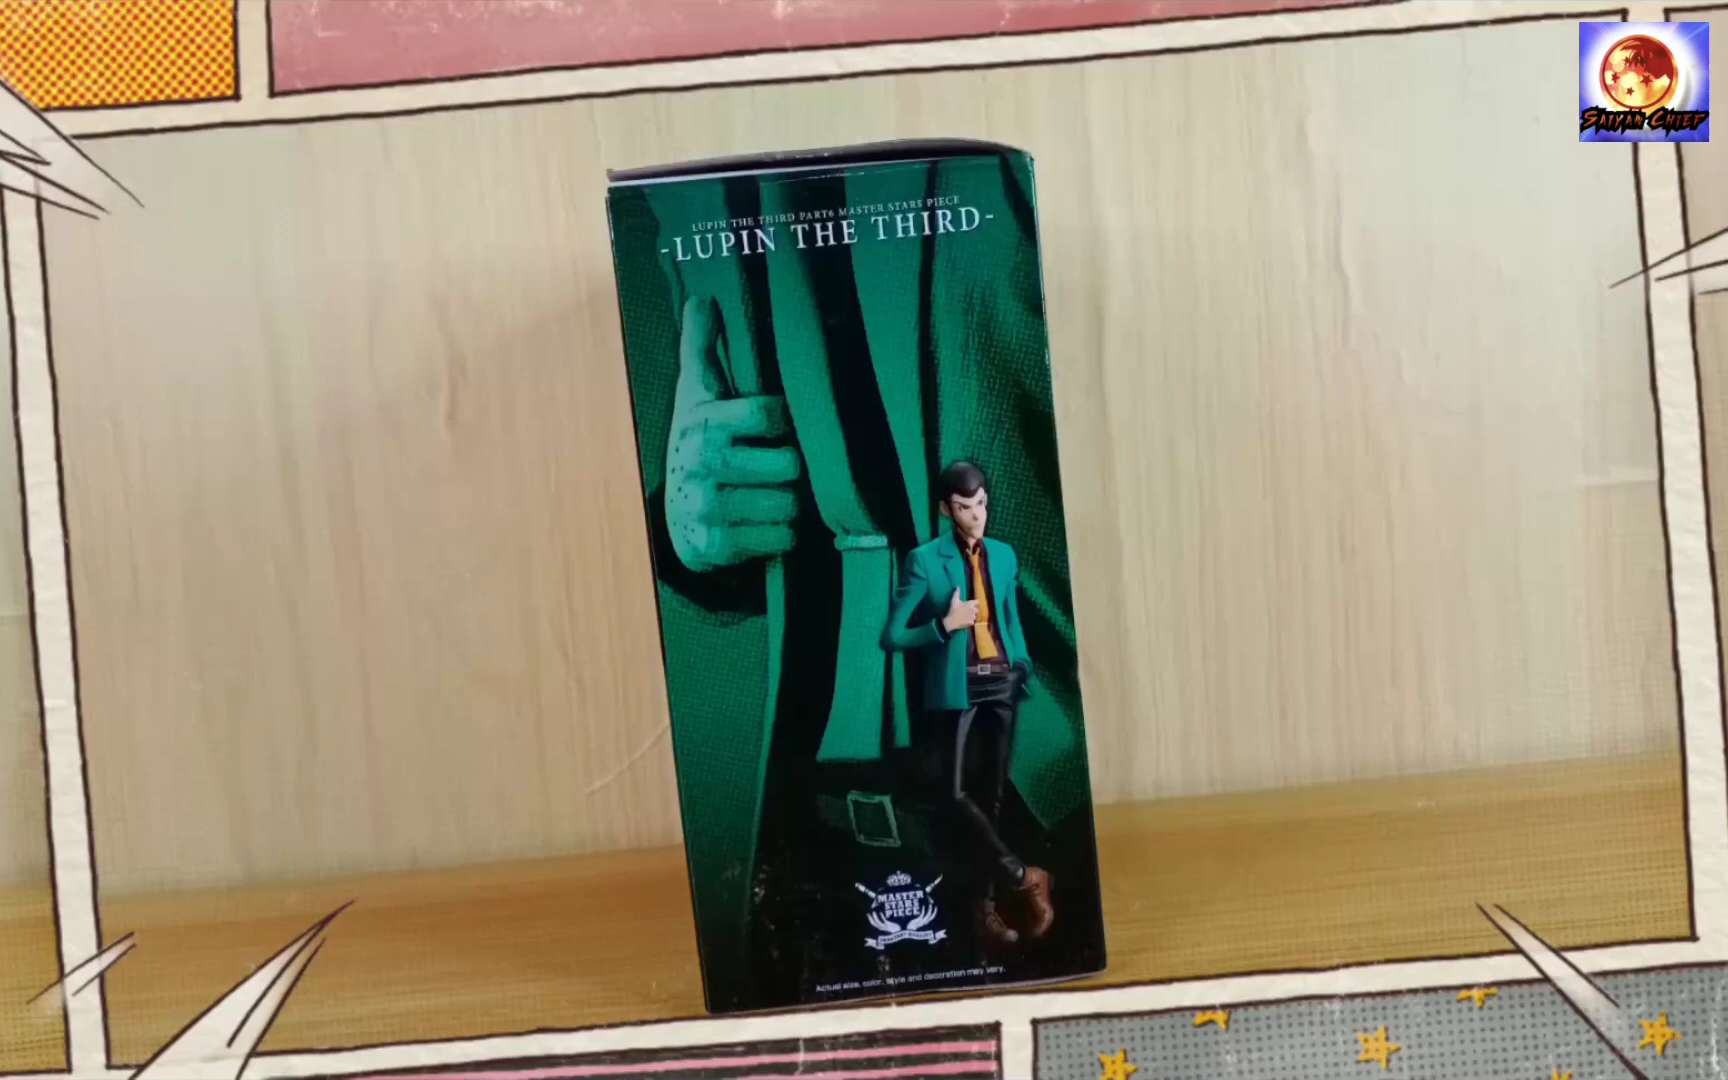 SAIYAN CHIEF
LUPIN THE THIRD PART6 MASTER STARS PIECE
-LUPIN THE THIRD-
MASTER
STARS
PIECE
Actual size, color, style and decoration may vary.